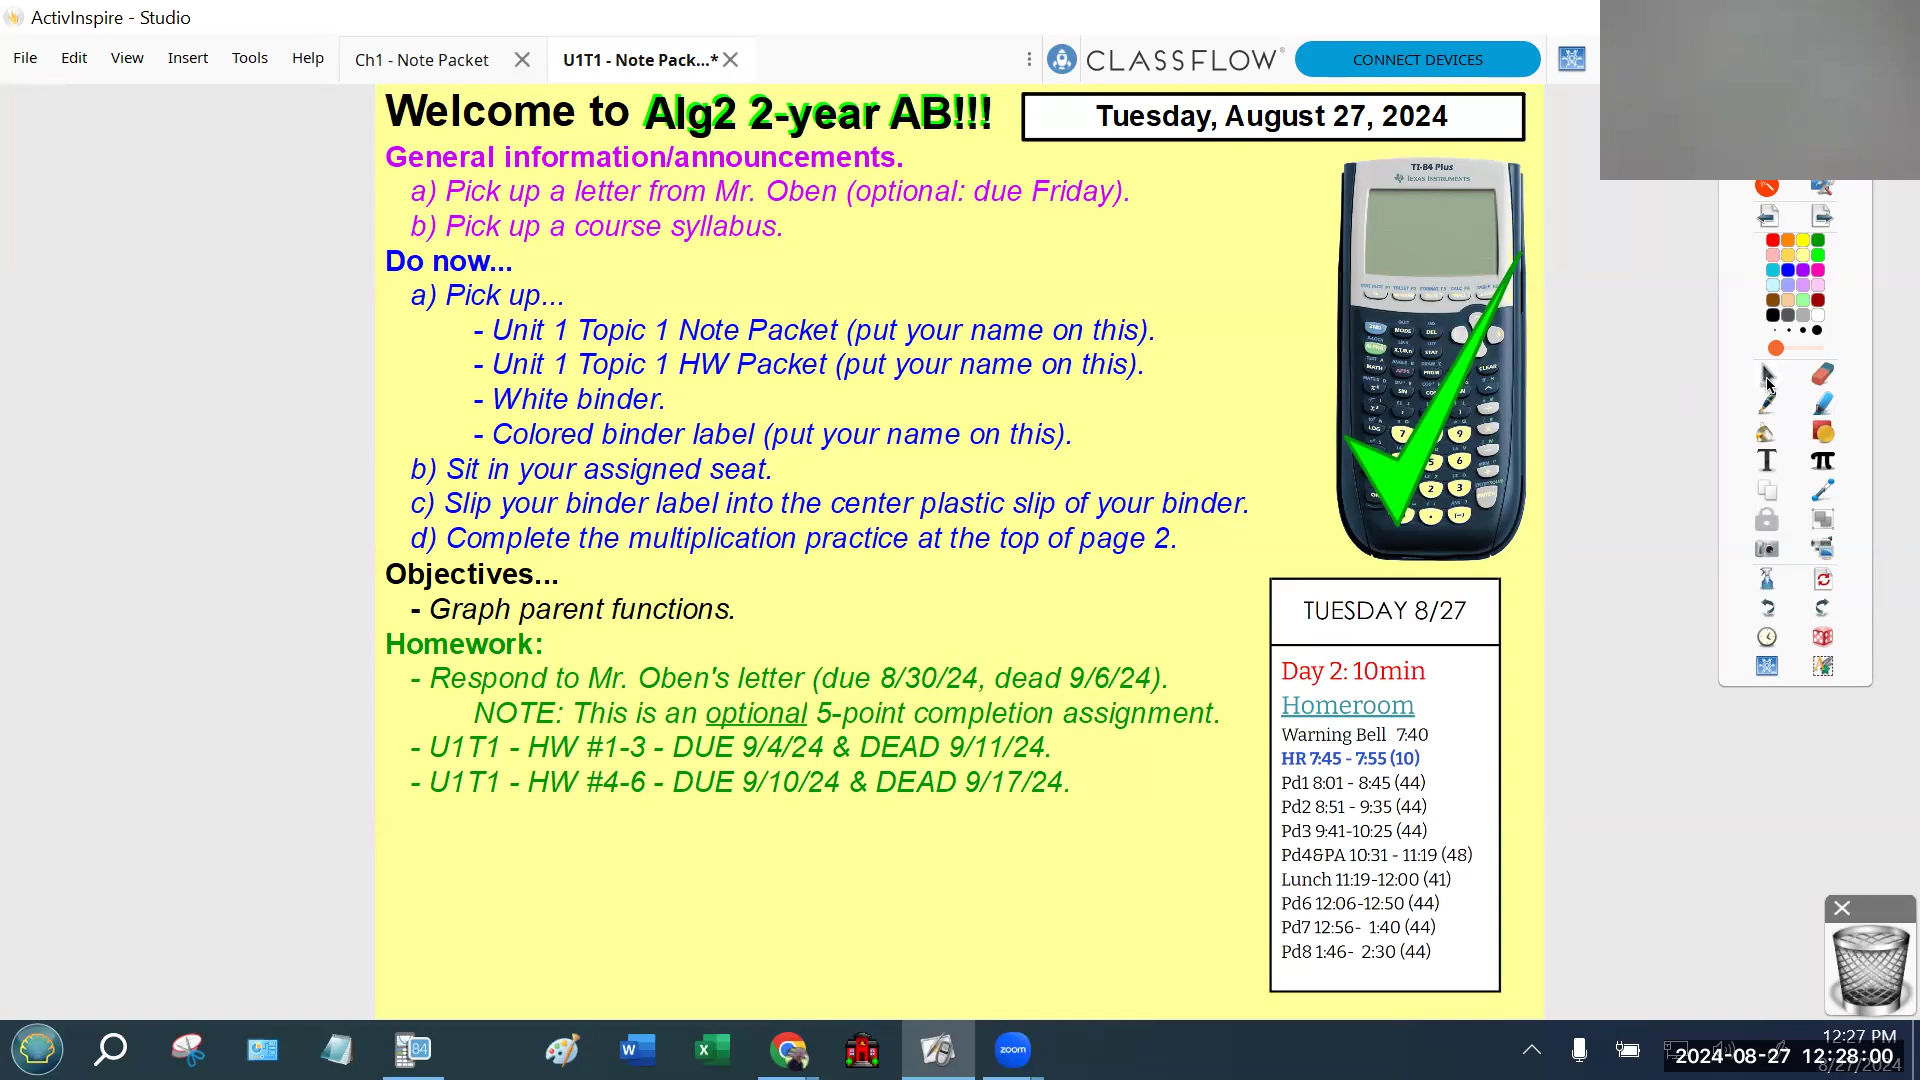 ActivInspire - Studio
File Edit View Insert Tools Help
Ch1 - Note Packet
U1T1 - Note Pack...*
CLASSFLOW
CONNECT DEVICES
Welcome to Alg2 2-year AB!!!
Tuesday, August 27, 2024
General information/announcements.
a) Pick up a letter from Mr. Oben (optional: due Friday).
b) Pick up a course syllabus.
Do now...
a) Pick up...
- Unit 1 Topic 1 Note Packet (put your name on this).
- Unit 1 Topic 1 HW Packet (put your name on this).
- White binder.
- Colored binder label (put your name on this).
b) Sit in your assigned seat.
c) Slip your binder label into the center plastic slip of your binder.
d) Complete the multiplication practice at the top of page 2.
Objectives...
- Graph parent functions.
Homework:
- Respond to Mr. Oben's letter (due 8/30/24, dead 9/6/24).
NOTE: This is an optional 5-point completion assignment.
- U1T1 - HW #1-3 - DUE 9/4/24 & DEAD 9/11/24.
- U1T1 - HW #4-6 - DUE 9/10/24 & DEAD 9/17/24.
TI-84 Plus
TEXAS INSTRUMENTS
TUESDAY 8/27
Day 2: 10min
Homeroom
Warning Bell 7:40
HR 7:45 - 7:55 (10)
Pd1 8:01 - 8:45 (44)
Pd2 8:51 - 9:35 (44)
Pd3 9:41-10:25 (44)
Pd4&PA 10:31 - 11:19 (48)
Lunch 11:19-12:00 (41)
Pd6 12:06-12:50 (44)
Pd7 12:56- 1:40 (44)
Pd8 1:46- 2:30 (44)
84
zoom
12:27 PM
8/27/2024
2024-08-27 12:28:00